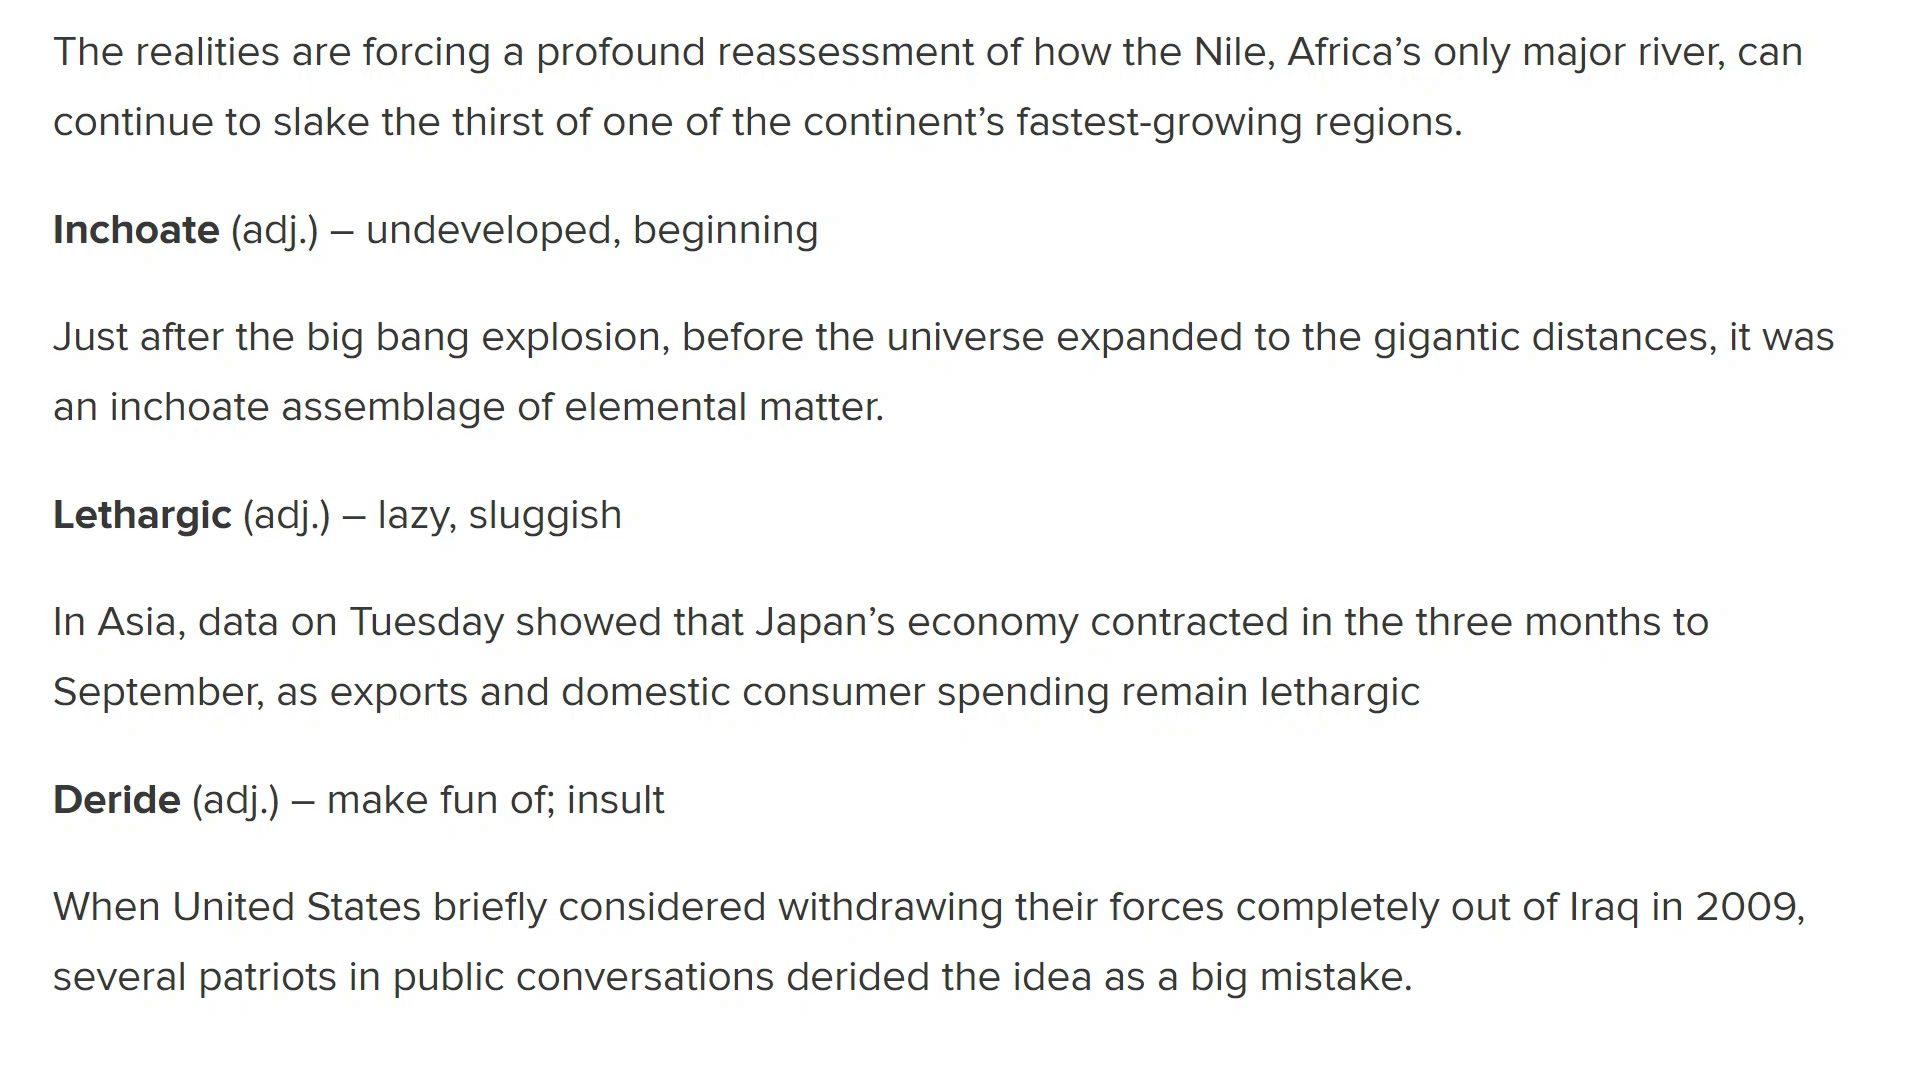 The realities are forcing a profound reassessment of how the Nile, Africa’s only major river, can
continue to slake the thirst of one of the continent’s fastest-growing regions.
Inchoate (adj.) – undeveloped, beginning
Just after the big bang explosion, before the universe expanded to the gigantic distances, it was
an inchoate assemblage of elemental matter.
Lethargic (adj.) – lazy, sluggish
In Asia, data on Tuesday showed that Japan’s economy contracted in the three months to
September, as exports and domestic consumer spending remain lethargic
Deride (adj.) – make fun of; insult
When United States briefly considered withdrawing their forces completely out of Iraq in 2009,
several patriots in public conversations derided the idea as a big mistake.